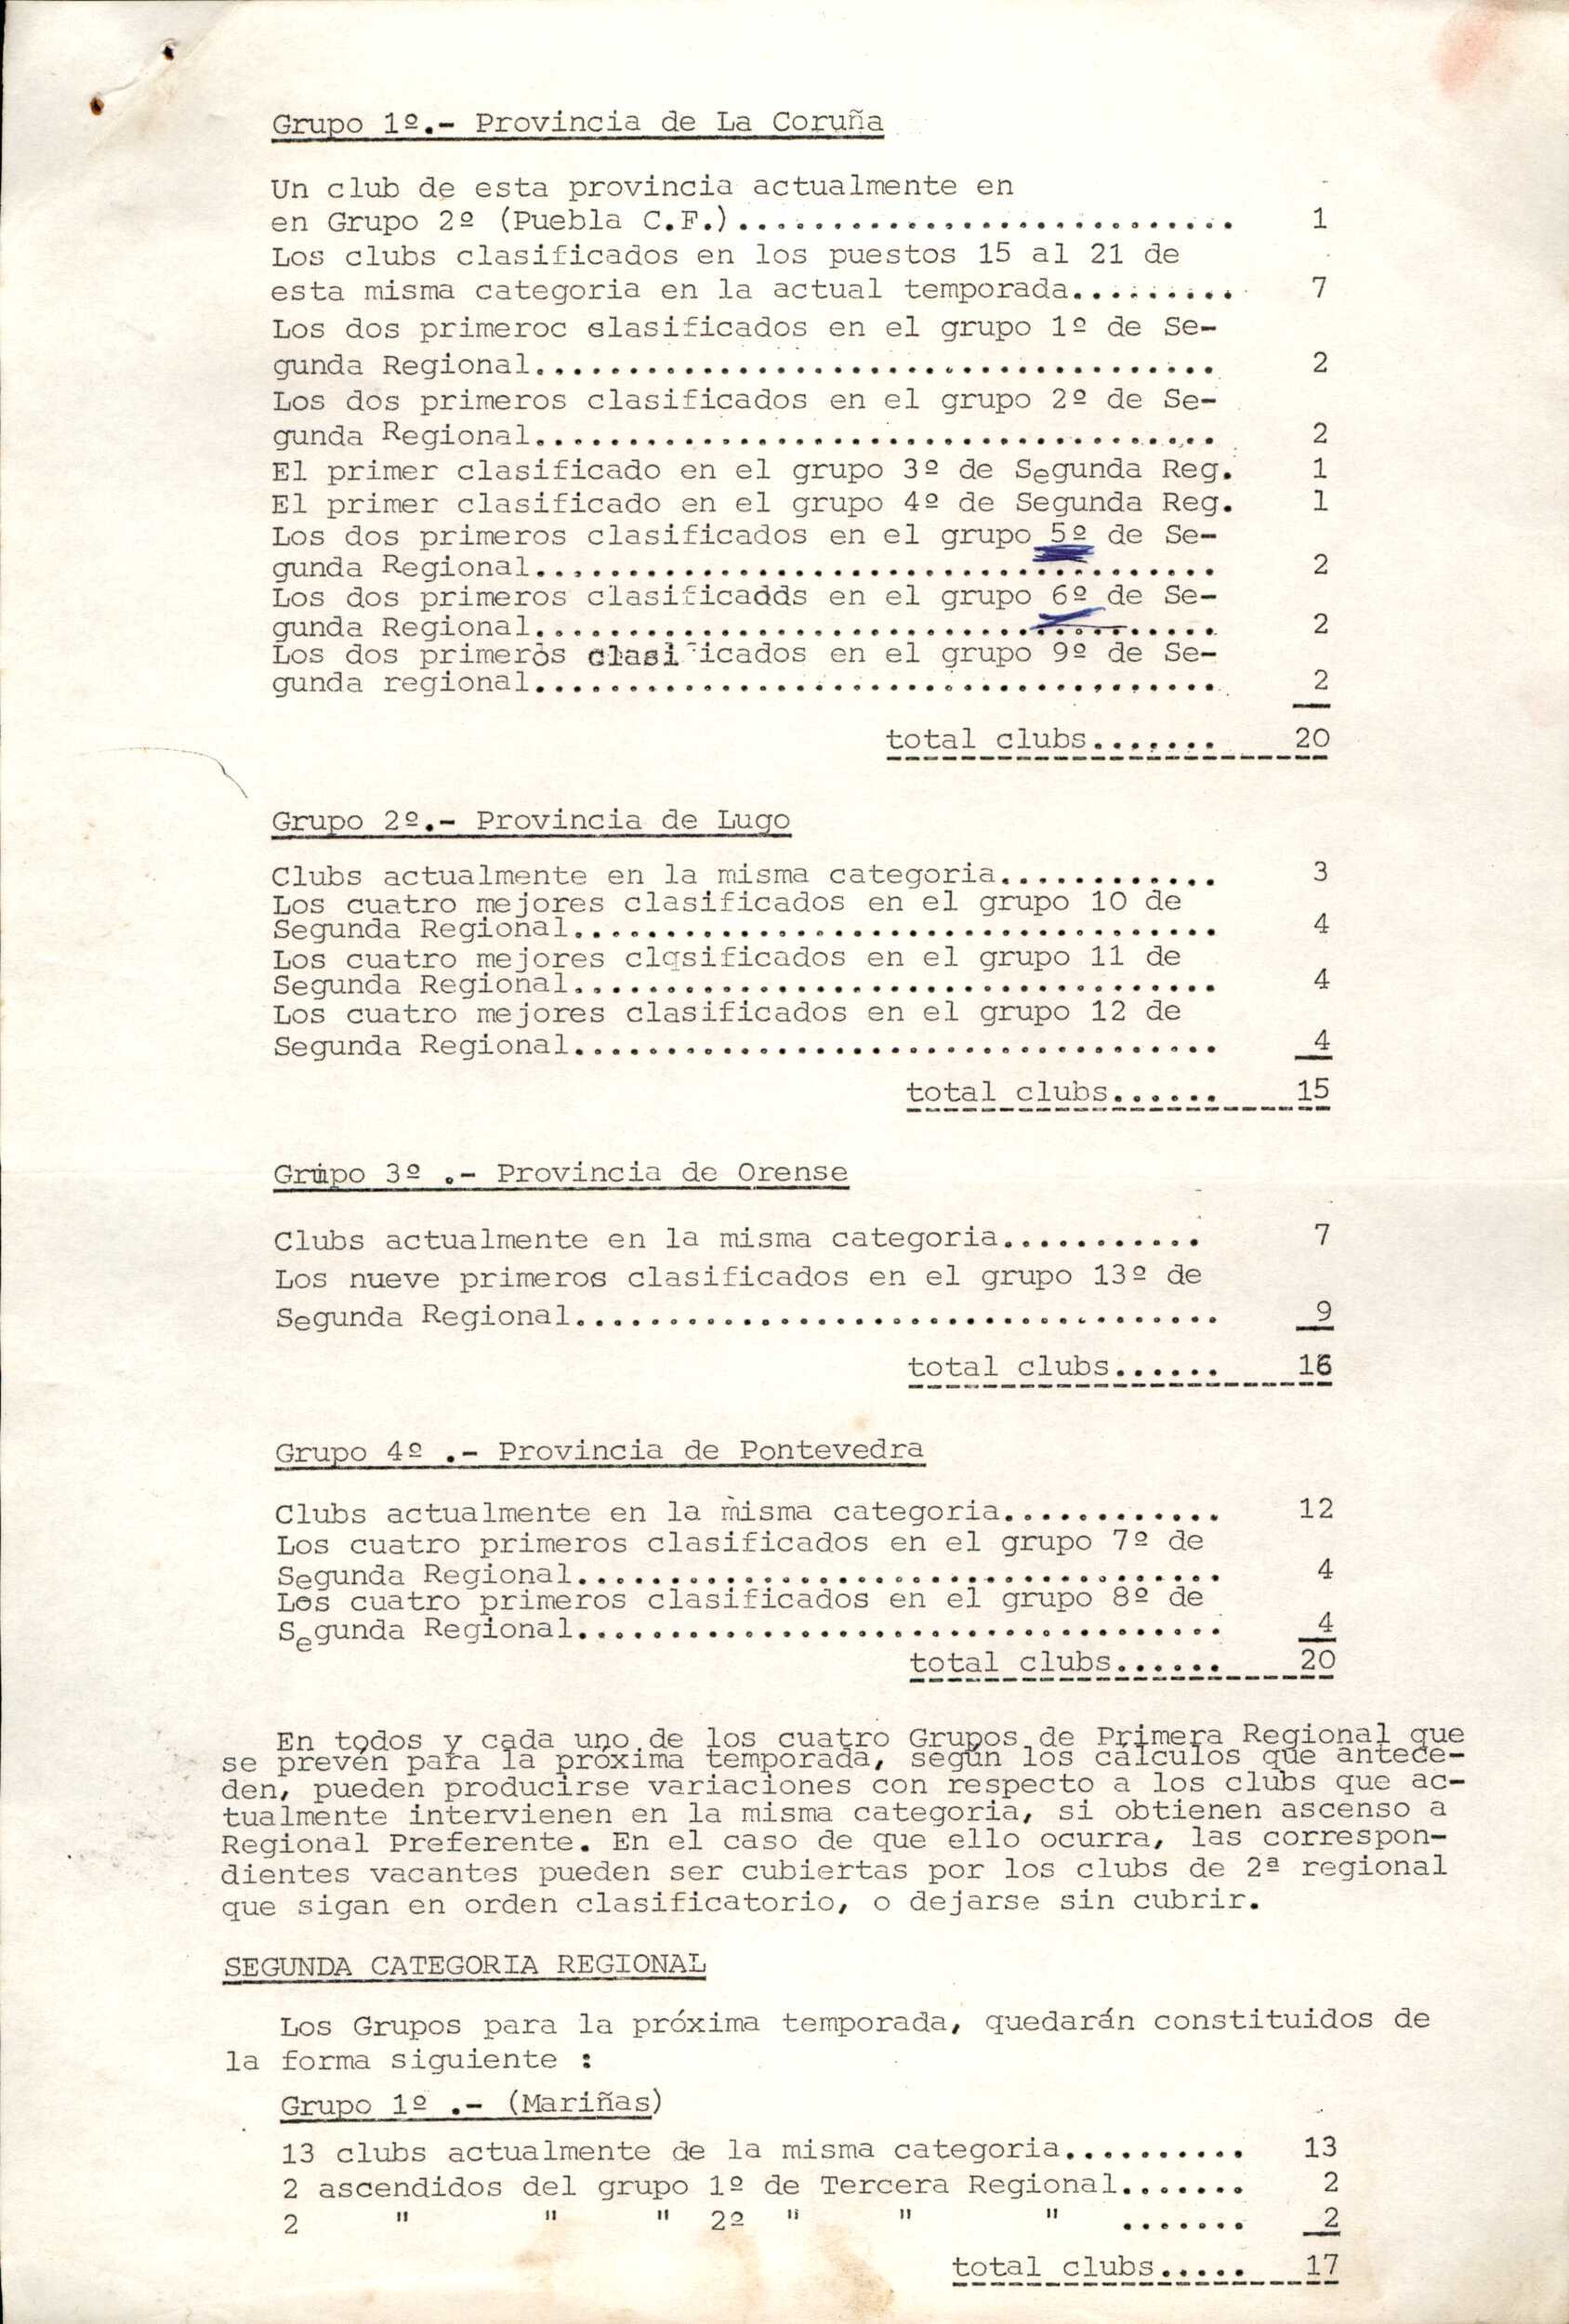 Grupo 1º.- Provincia de La Coruña
Un club de esta provincia actualmente en
en Grupo 2º (Puebla C.F.)........................... 1
Los clubs clasificados en los puestos 15 al 21 de
esta misma categoria en la actual temporada......... 7
Los dos primeroc slasificados en el grupo 1º de Se-
gunda Regional..................................... 2
Los dos primeros clasificados en el grupo 2º de Se-
gunda Regional..................................... 2
El primer clasificado en el grupo 3º de Segunda Reg. 1
El primer clasificado en el grupo 4º de Segunda Reg. 1
Los dos primeros clasificados en el grupo 5º de Se-
gunda Regional..................................... 2
Los dos primeros clasificadds en el grupo 6º de Se-
gunda Regional..................................... 2
Los dos primeros clasificados en el grupo 9º de Se-
gunda regional..................................... 2
total clubs....... 20
Grupo 2º.- Provincia de Lugo
Clubs actualmente en la misma categoria............ 3
Los cuatro mejores clasificados en el grupo 10 de
Segunda Regional................................... 4
Los cuatro mejores clqsificados en el grupo 11 de
Segunda Regional................................... 4
Los cuatro mejores clasificados en el grupo 12 de
Segunda Regional................................... 4
total clubs...... 15
Grupo 3º .- Provincia de Orense
Clubs actualmente en la misma categoria........... 7
Los nueve primeros clasificados en el grupo 13º de
Segunda Regional................................... 9
total clubs...... 16
Grupo 4º .- Provincia de Pontevedra
Clubs actualmente en la misma categoria............ 12
Los cuatro primeros clasificados en el grupo 7º de
Segunda Regional................................... 4
Los cuatro primeros clasificados en el grupo 8º de
Segunda Regional................................... 4
total clubs...... 20
En todos y cada uno de los cuatro Grupos de Primera Regional que
se prevén para la próxima temporada, según los cálculos que antece-
den, pueden producirse variaciones con respecto a los clubs que ac-
tualmente intervienen en la misma categoria, si obtienen ascenso a
Regional Preferente. En el caso de que ello ocurra, las correspon-
dientes vacantes pueden ser cubiertas por los clubs de 2ª regional
que sigan en orden clasificatorio, o dejarse sin cubrir.
SEGUNDA CATEGORIA REGIONAL
Los Grupos para la próxima temporada, quedarán constituidos de
la forma siguiente :
Grupo 1º .- (Mariñas)
13 clubs actualmente de la misma categoria.......... 13
2 ascendidos del grupo 1º de Tercera Regional....... 2
2 " " " 2º " " " ....... 2
total clubs..... 17